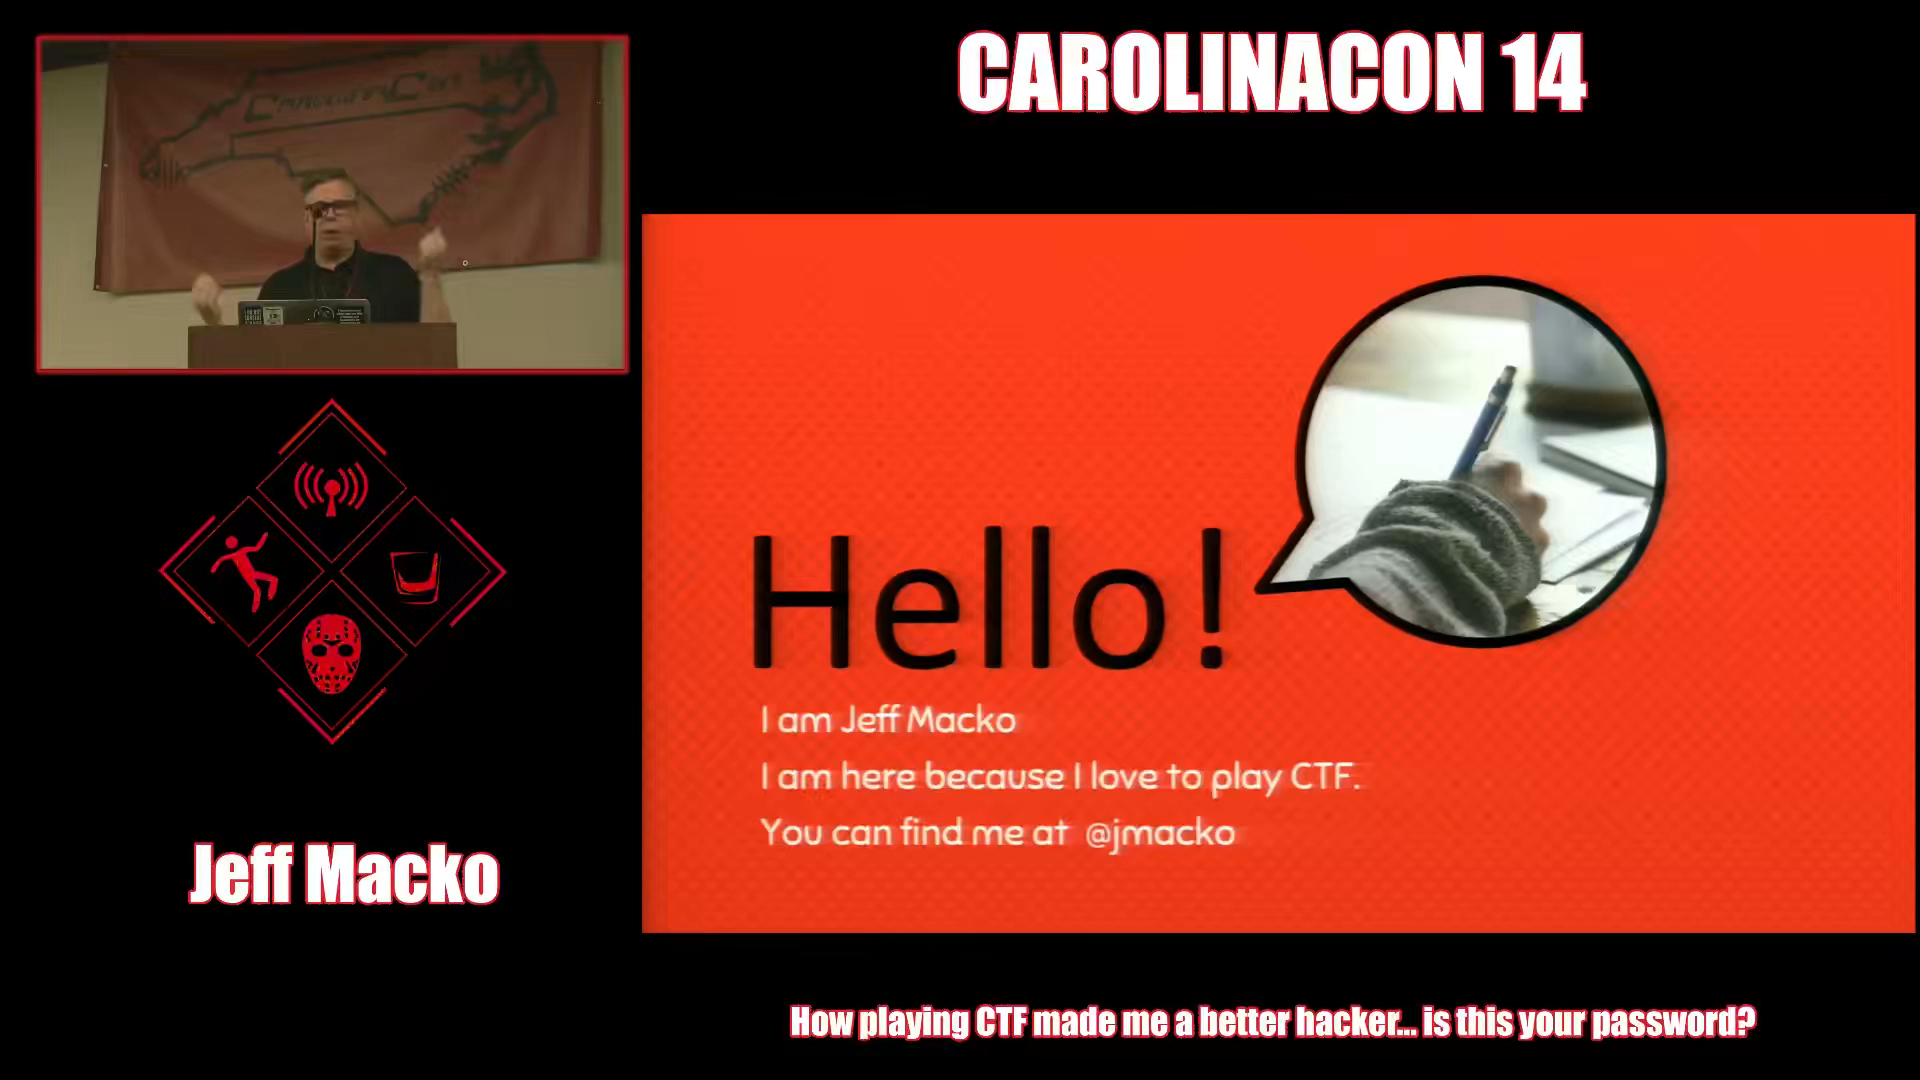 CAROLINACON 14
CarolinaCon
Hello!
I am Jeff Macko
I am here because I love to play CTF.
You can find me at @jmacko
Jeff Macko
How playing CTF made me a better hacker... is this your password?